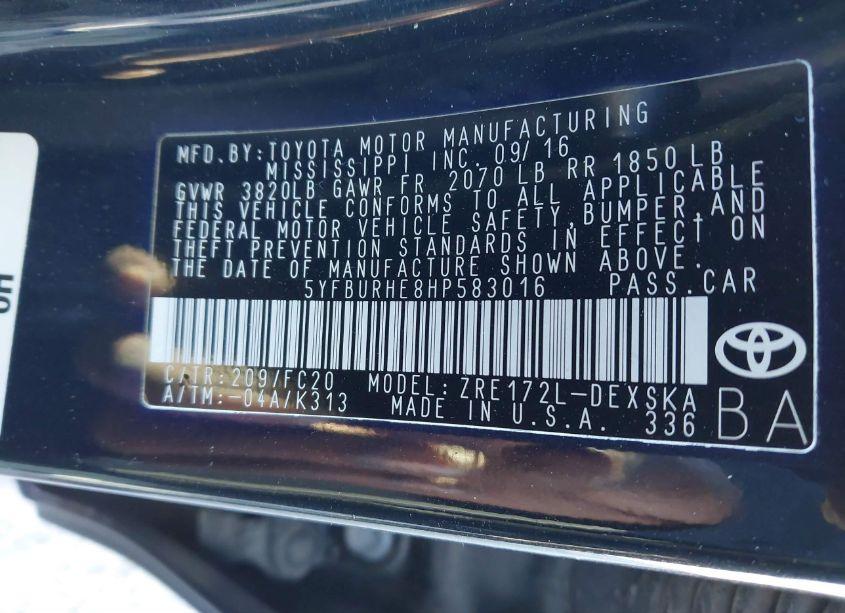 MFD.BY:TOYOTA MOTOR MANUFACTURING
MISSISSIPPI INC. 09/16
GVWR 3820LB GAWR FR 2070 LB RR 1850LB
THIS VEHICLE CONFORMS TO ALL APPLICABLE
FEDERAL MOTOR VEHICLE SAFETY,BUMPER,AND
THEFT PREVENTION STANDARDS IN EFFECT ON
THE DATE OF MANUFACTURE SHOWN ABOVE.
5YFBURHE8HP583016 PASS.CAR
C/TR:209/FC20 MODEL:ZRE172L-DEXSKA
A/TM:-04A/K313 MADE IN U.S.A. 336
BA